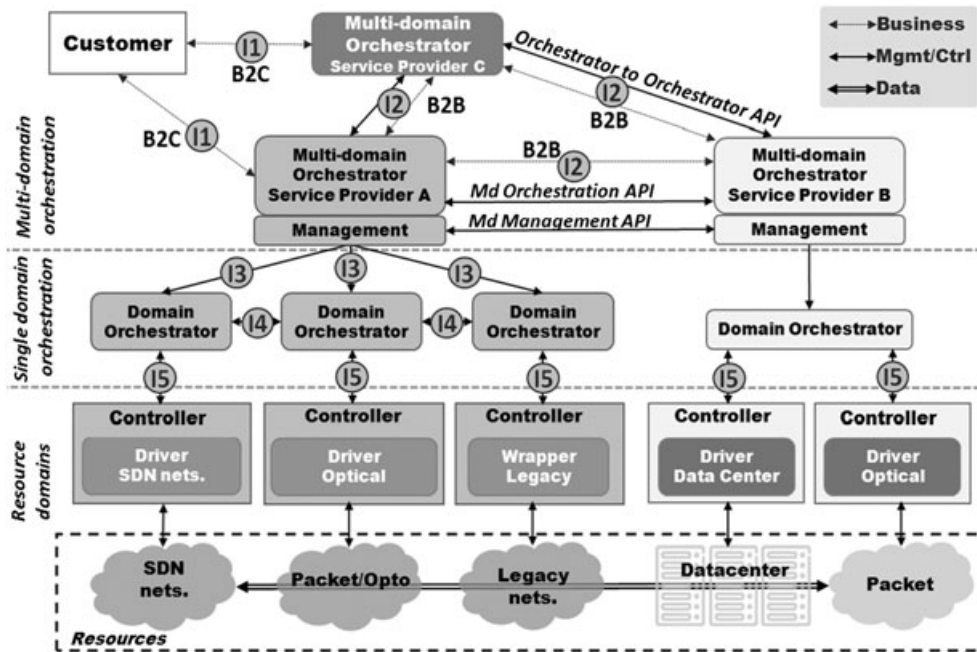 Customer
I1
B2C
Multi-domain
Orchestrator
Service Provider C
Orchestrator to Orchestrator API
Business
Mgmt/Ctrl
Data
I2
B2B
I2
B2B
B2C
I1
Multi-domain
Orchestrator
Service Provider A
Management
B2B
I2
Md Orchestration API
Md Management API
Multi-domain
Orchestrator
Service Provider B
Management
Multi-domain
orchestration
Single domain
orchestration
I3
I3
I3
Domain
Orchestrator
I4
Domain
Orchestrator
I4
Domain
Orchestrator
Domain Orchestrator
I5
I5
I5
I5
I5
Resource
domains
Controller
Driver
SDN nets.
Controller
Driver
Optical
Controller
Wrapper
Legacy
Controller
Driver
Data Center
Controller
Driver
Optical
SDN
nets.
Packet/Opto
Legacy
nets.
Datacenter
Packet
Resources